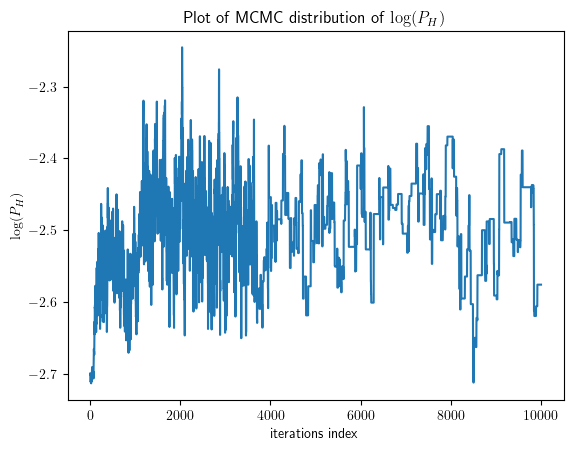 Plot of MCMC distribution of log(P_H)
log(P_H)
−2.3
−2.4
−2.5
−2.6
−2.7
0 2000 4000 6000 8000 10000
iterations index